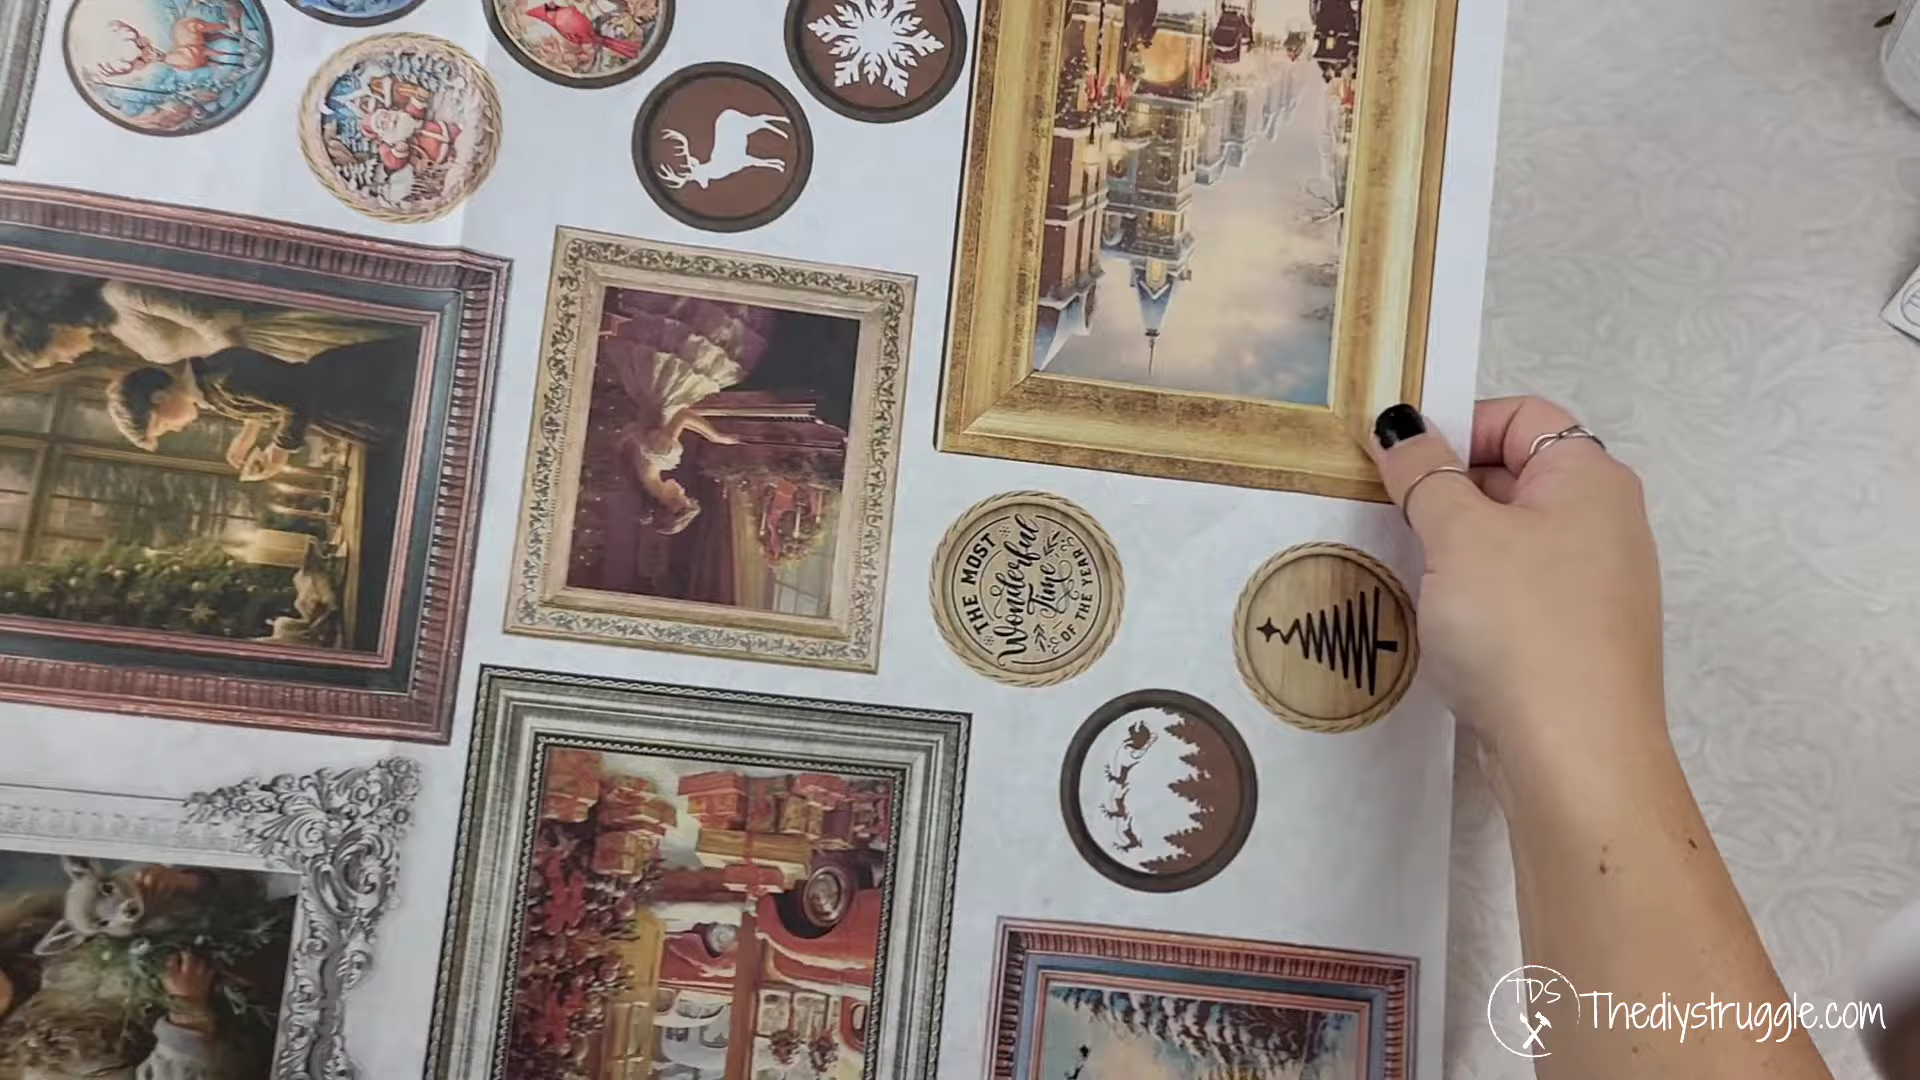 THE MOST
Wonderful
Time
OF THE YEAR
TDS
Thediystruggle.com